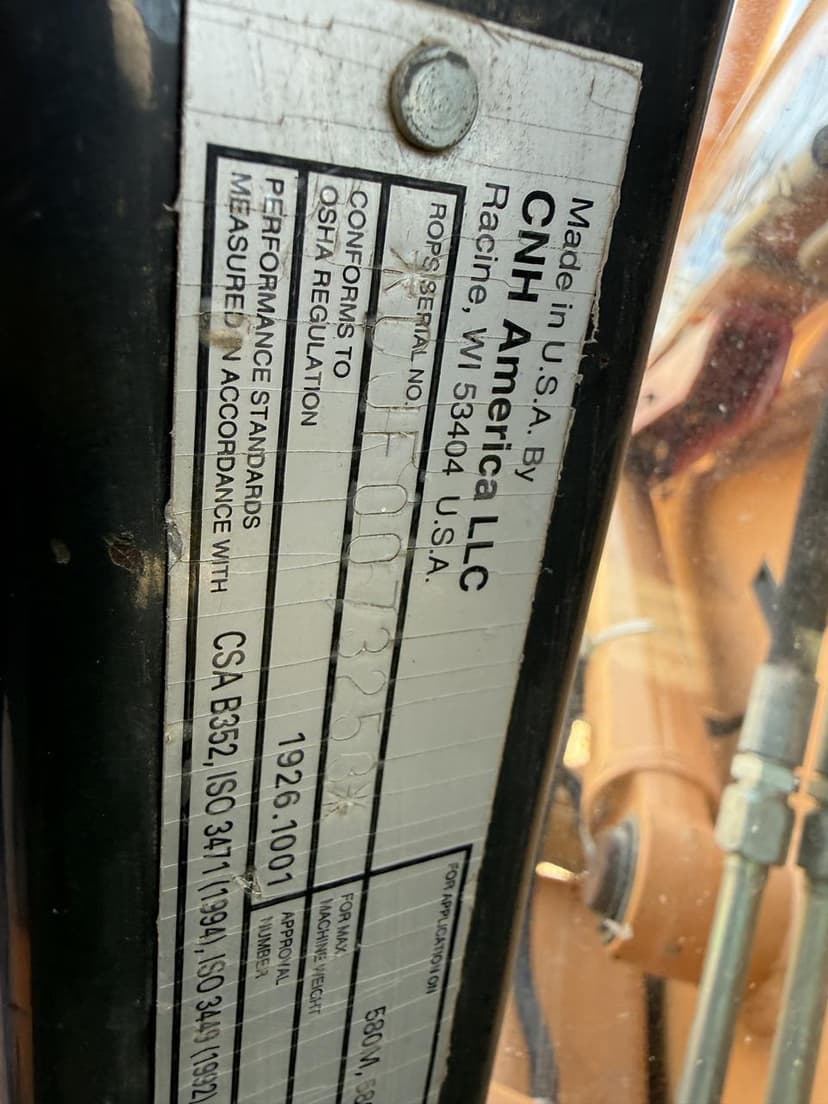 Made in U.S.A. By
CNH America LLC
Racine, WI 53404 U.S.A.
ROPS SERIAL NO.
CONFORMS TO
OSHA REGULATION
1926.1001
PERFORMANCE STANDARDS
MEASURED IN ACCORDANCE WITH
CSA B352, ISO 3471 (1994), ISO 3449 (1992),
FOR APPLICATION ON
580M,
FOR MAX
MACHINE WEIGHT
APPROVAL
NUMBER